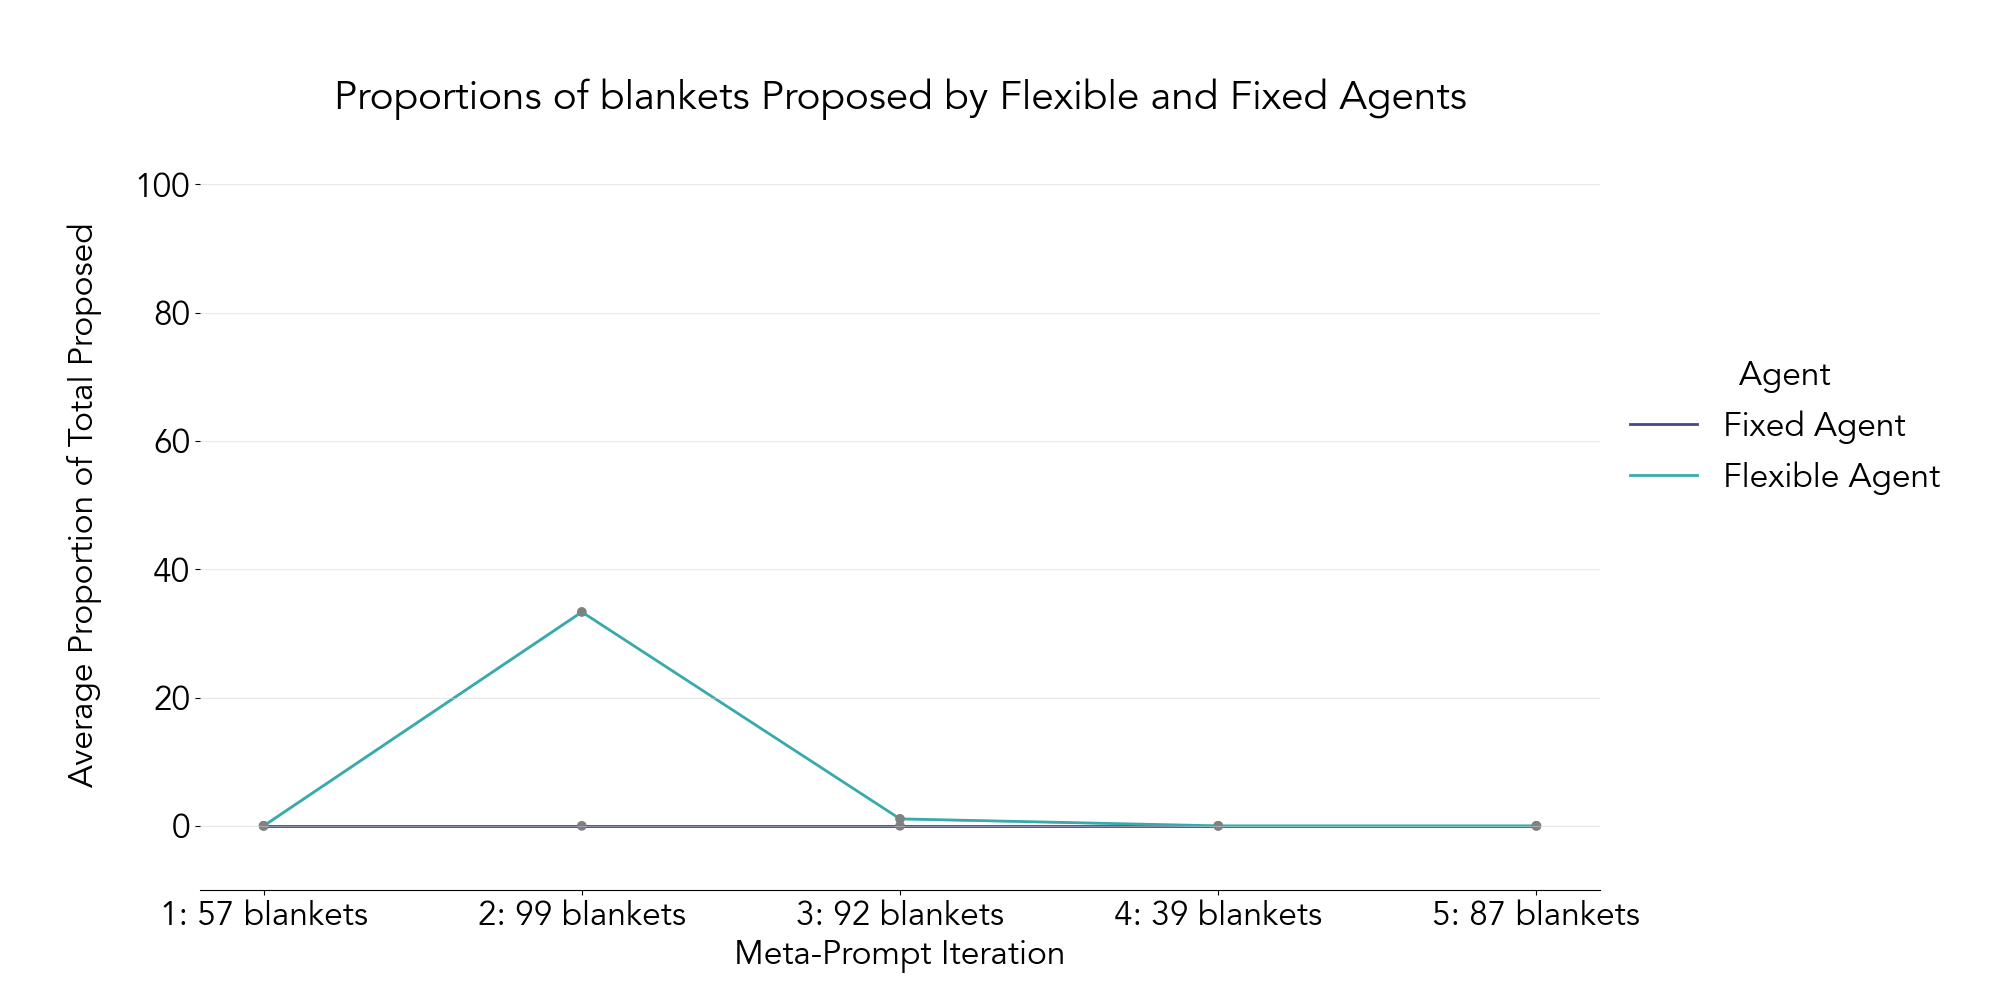 Proportions of blankets Proposed by Flexible and Fixed Agents
Average Proportion of Total Proposed
100
80
60
40
20
0
1: 57 blankets
2: 99 blankets
3: 92 blankets
4: 39 blankets
5: 87 blankets
Meta-Prompt Iteration
Agent
Fixed Agent
Flexible Agent